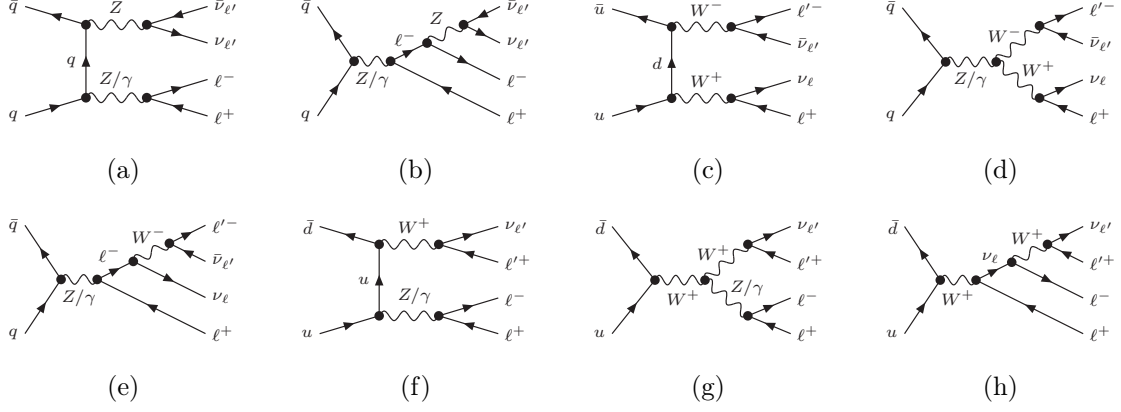 q̄ Z ν̄ℓ′
νℓ′
q
Z/γ ℓ−
q ℓ+
(a)
q̄ Z ν̄ℓ′
ℓ− νℓ′
Z/γ ℓ−
q ℓ+
(b)
ū W− ℓ′−
ν̄ℓ′
d
W+ νℓ
u ℓ+
(c)
q̄ ℓ′−
W− ν̄ℓ′
Z/γ W+ νℓ
q ℓ+
(d)
q̄ ℓ′−
ℓ− W− ν̄ℓ′
Z/γ νℓ
q ℓ+
(e)
d̄ W+ νℓ′
ℓ′+
u
Z/γ ℓ−
u ℓ+
(f)
d̄ νℓ′
W+ ℓ′+
W+ Z/γ ℓ−
u ℓ+
(g)
d̄ νℓ′
νℓ W+ ℓ′+
W+ ℓ−
u ℓ+
(h)